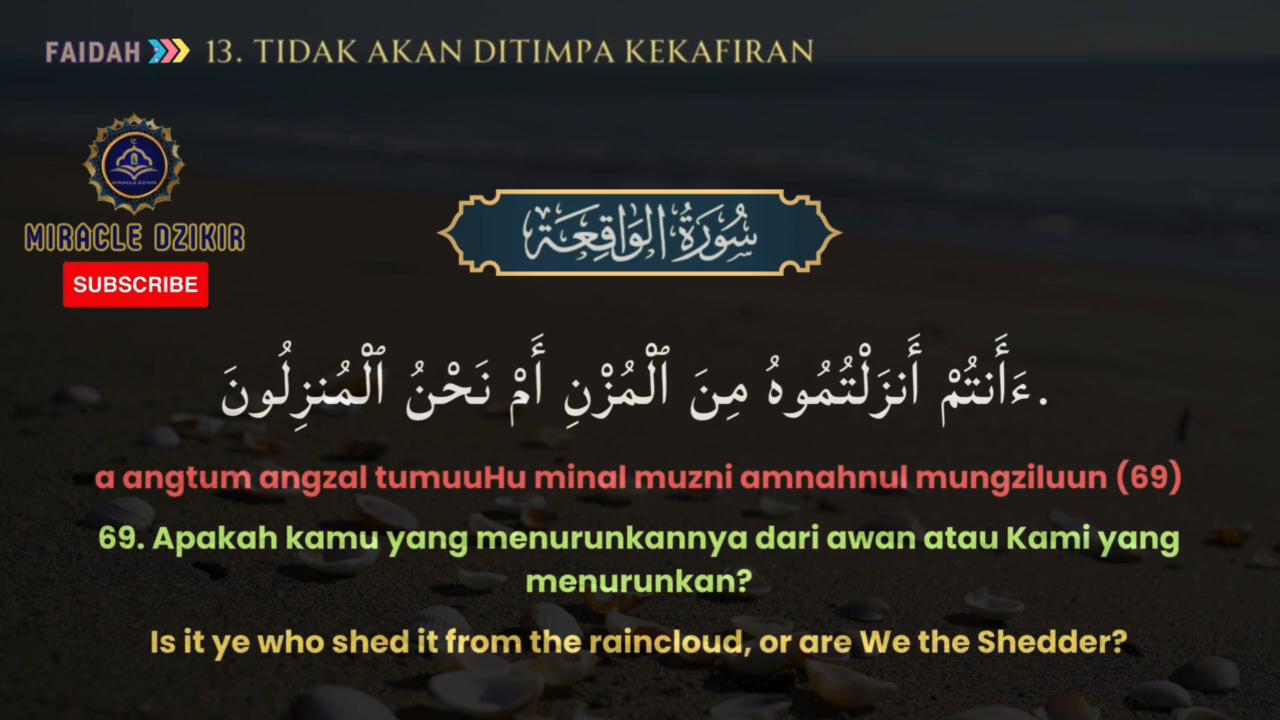 FAIDAH 13. TIDAK AKAN DITIMPA KEKAFIRAN
MIRACLE DZIKIR
MIRACLE DZIKIR
SUBSCRIBE
سُورَةُ الوَاقِعَة
ءَأَنتُمْ أَنزَلْتُمُوهُ مِنَ ٱلْمُزْنِ أَمْ نَحْنُ ٱلْمُنزِلُونَ.
a angtum angzal tumuuHu minal muzni amnahnul mungziluun (69)
69. Apakah kamu yang menurunkannya dari awan atau Kami yang
menurunkan?
Is it ye who shed it from the raincloud, or are We the Shedder?